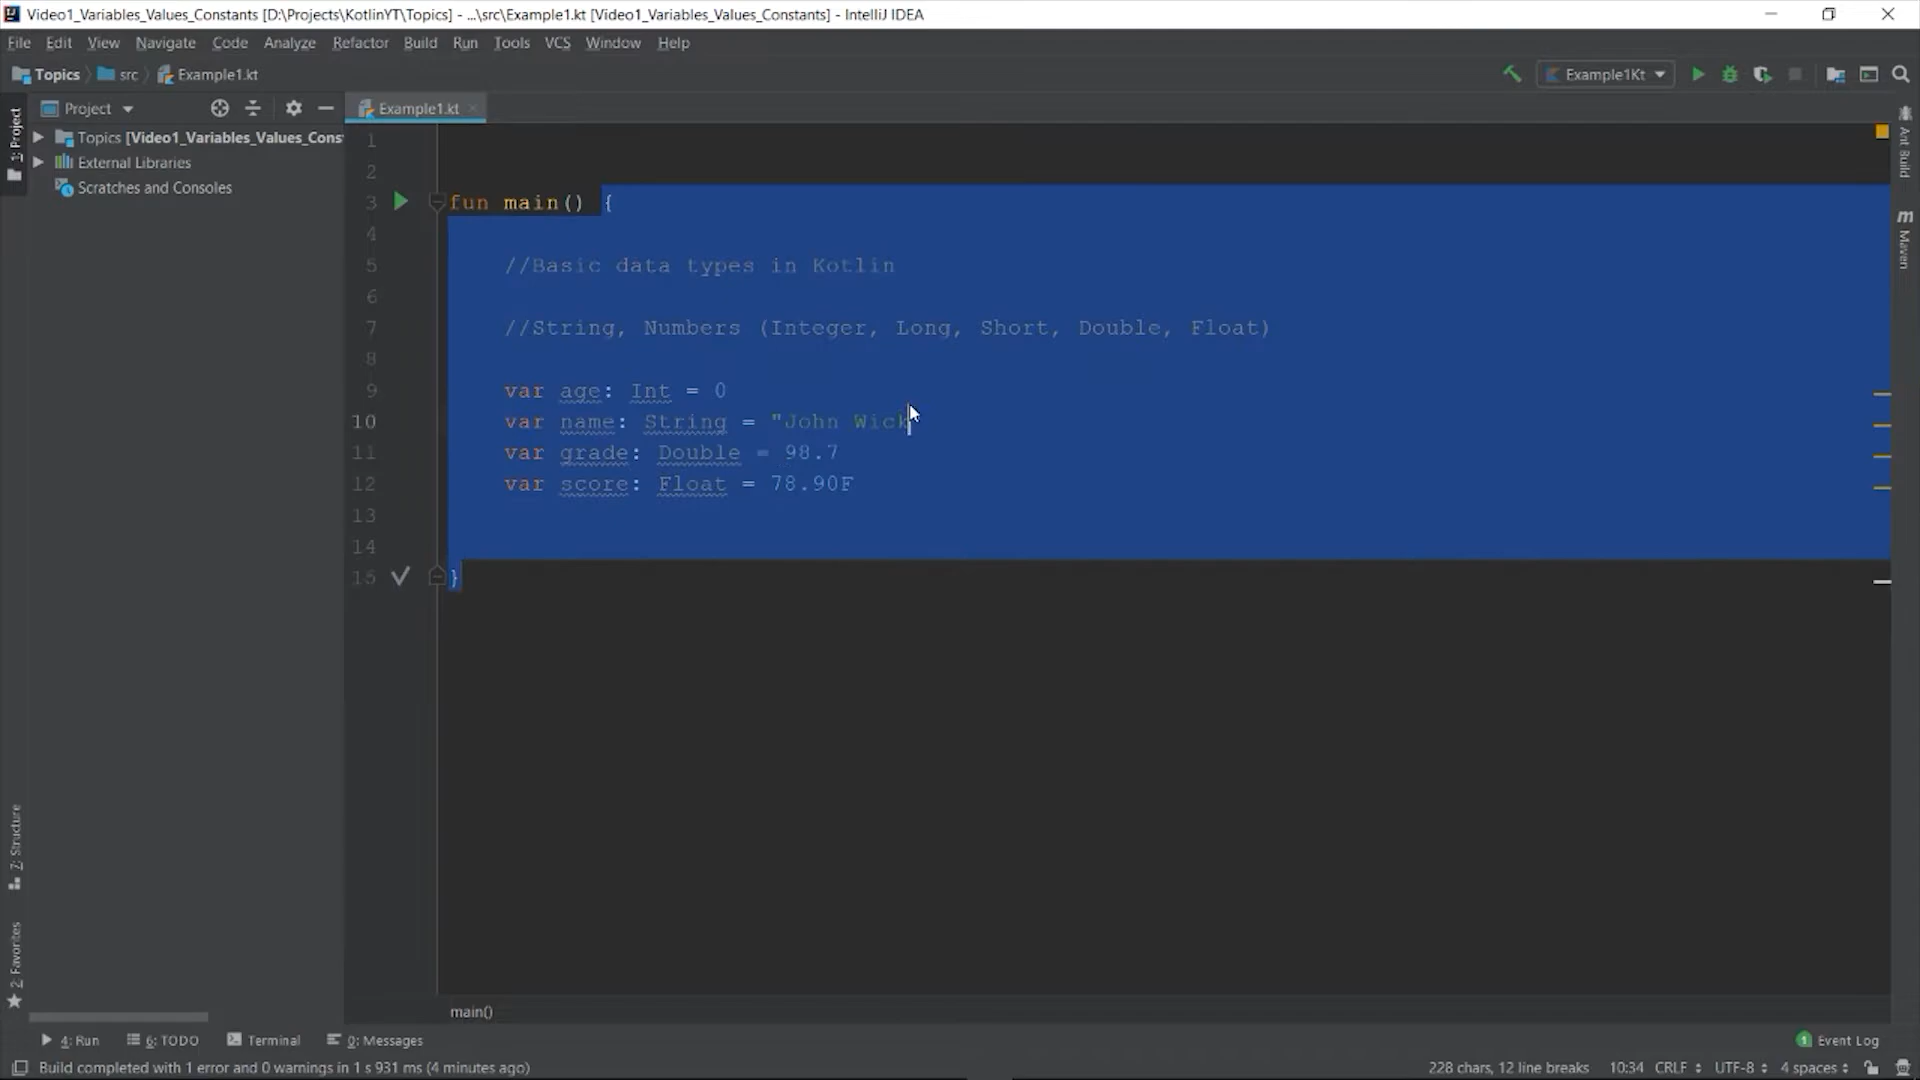 Video1_Variables_Values_Constants [D:\Projects\KotlinYT\Topics] - ...\src\Example1.kt [Video1_Variables_Values_Constants] - IntelliJ IDEA
File Edit View Navigate Code Analyze Refactor Build Run Tools VCS Window Help
Topics src Example1.kt Example1Kt
1: Project
Project
Example1.kt
Topics [Video1_Variables_Values_Cons
External Libraries
Scratches and Consoles
1
2
3 fun main() {
4
5 //Basic data types in Kotlin
6
7 //String, Numbers (Integer, Long, Short, Double, Float)
8
9 var age: Int = 0
10 var name: String = "John Wick
11 var grade: Double = 98.7
12 var score: Float = 78.90F
13
14
15 }
Ant Build
Maven
Z: Structure
2: Favorites
main()
4: Run 6: TODO Terminal 0: Messages Event Log
Build completed with 1 error and 0 warnings in 1 s 931 ms (4 minutes ago) 228 chars, 12 line breaks 10:34 CRLF UTF-8 4 spaces